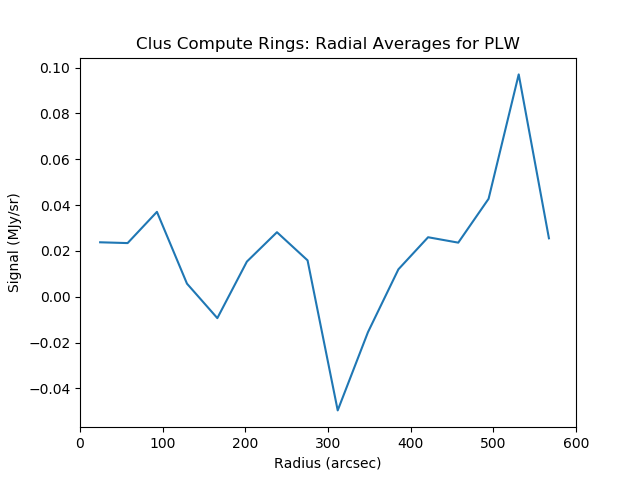 Clus Compute Rings: Radial Averages for PLW
0.10
0.08
0.06
0.04
0.02
0.00
−0.02
−0.04
Signal (MJy/sr)
0 100 200 300 400 500 600
Radius (arcsec)